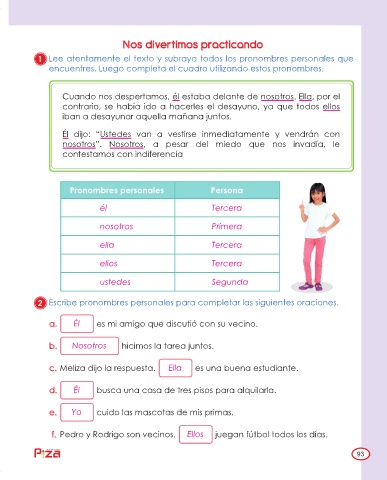 Nos divertimos practicando
1 Lee atentamente el texto y subraya todos los pronombres personales que
encuentres. Luego completa el cuadro utilizando estos pronombres.
Cuando nos despertamos, él estaba delante de nosotros. Ella, por el
contrario, se había ido a hacerles el desayuno, ya que todos ellos
iban a desayunar aquella mañana juntos.
Él dijo: “Ustedes van a vestirse inmediatamente y vendrán con
nosotros”. Nosotros, a pesar del miedo que nos invadía, le
contestamos con indiferencia
Pronombres personales Persona
él Tercera
nosotros Primera
ella Tercera
ellos Tercera
ustedes Segunda
2 Escribe pronombres personales para completar las siguientes oraciones.
a. Él es mi amigo que discutió con su vecino.
b. Nosotros hicimos la tarea juntos.
c. Meliza dijo la respuesta. Ella es una buena estudiante.
d. Él busca una casa de tres pisos para alquilarla.
e. Yo cuido las mascotas de mis primas.
f. Pedro y Rodrigo son vecinos. Ellos juegan fútbol todos los días.
Pizá 93